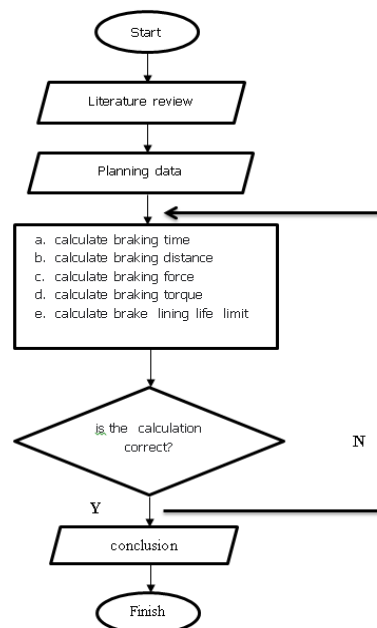 Start
Literature review
Planning data
a. calculate braking time
b. calculate braking distance
c. calculate braking force
d. calculate braking torque
e. calculate brake lining life limit
is the calculation
correct?
N
Y
conclusion
Finish